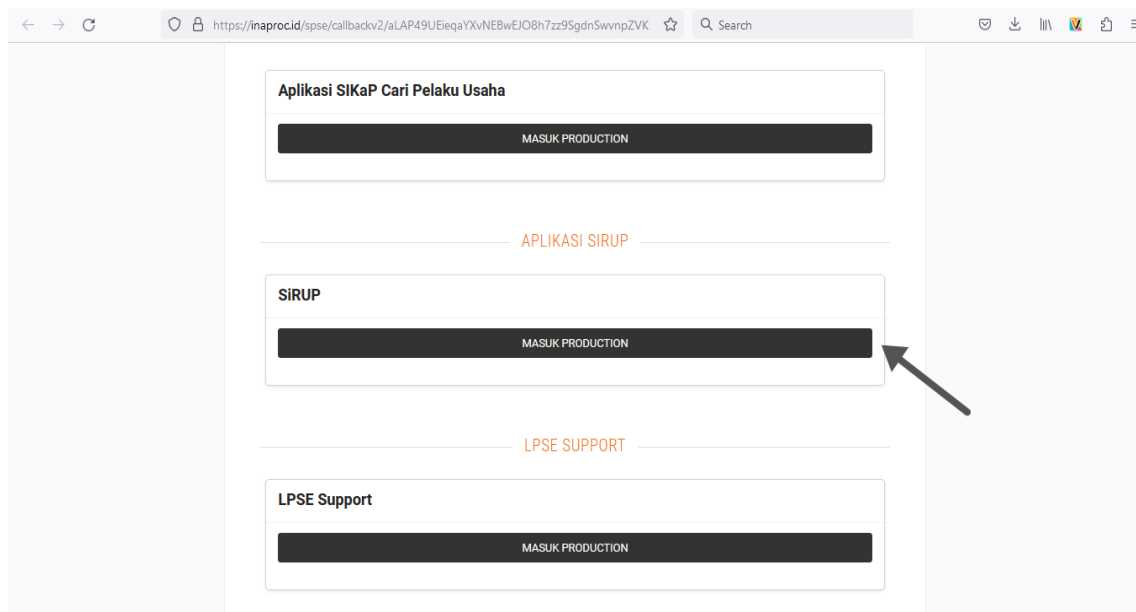 https://inaproc.id/spse/callbackv2/aLAP49UEieqaYXvNEBwEJO8h7zz9SgdnSwvnpZVK
Search
Aplikasi SIKaP Cari Pelaku Usaha
MASUK PRODUCTION
APLIKASI SIRUP
SiRUP
MASUK PRODUCTION
LPSE SUPPORT
LPSE Support
MASUK PRODUCTION